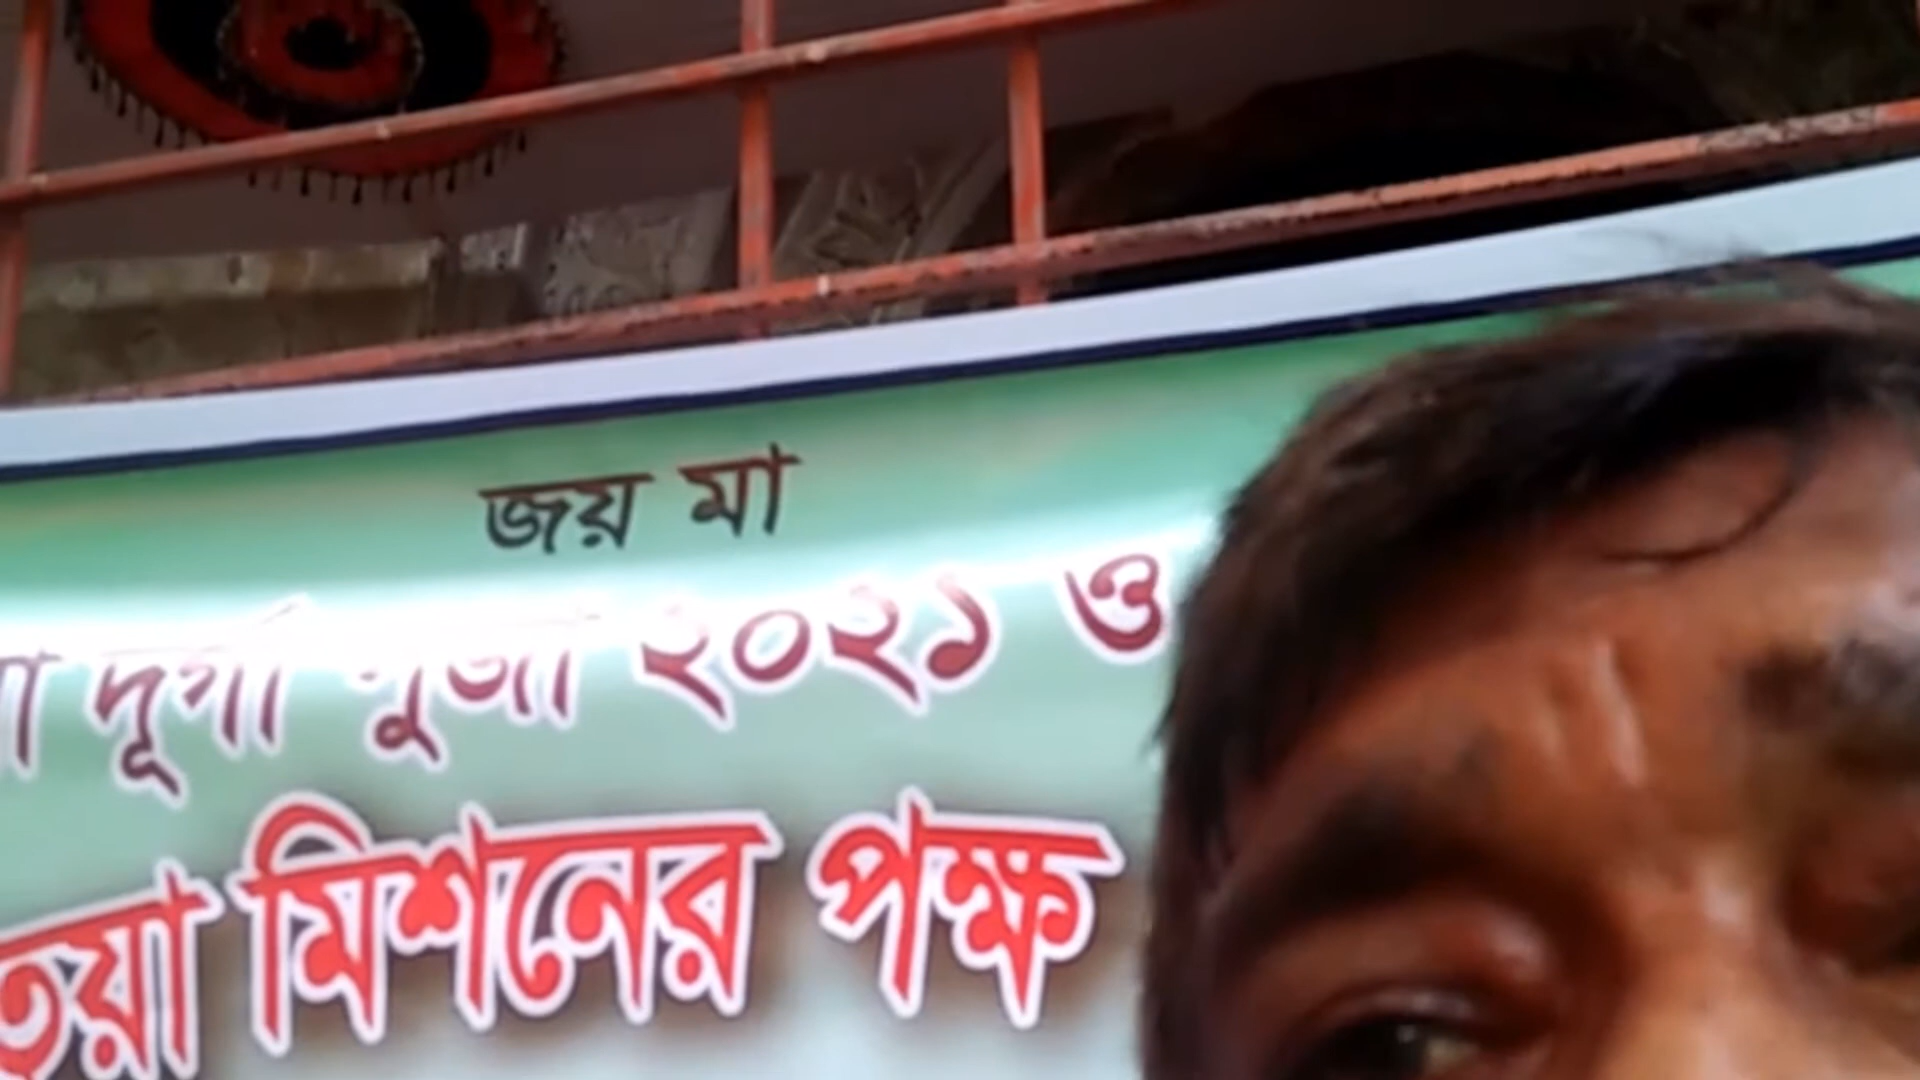 জয় মা
দূর্গা পুজা ২০২১ ও
মিশনের পক্ষ